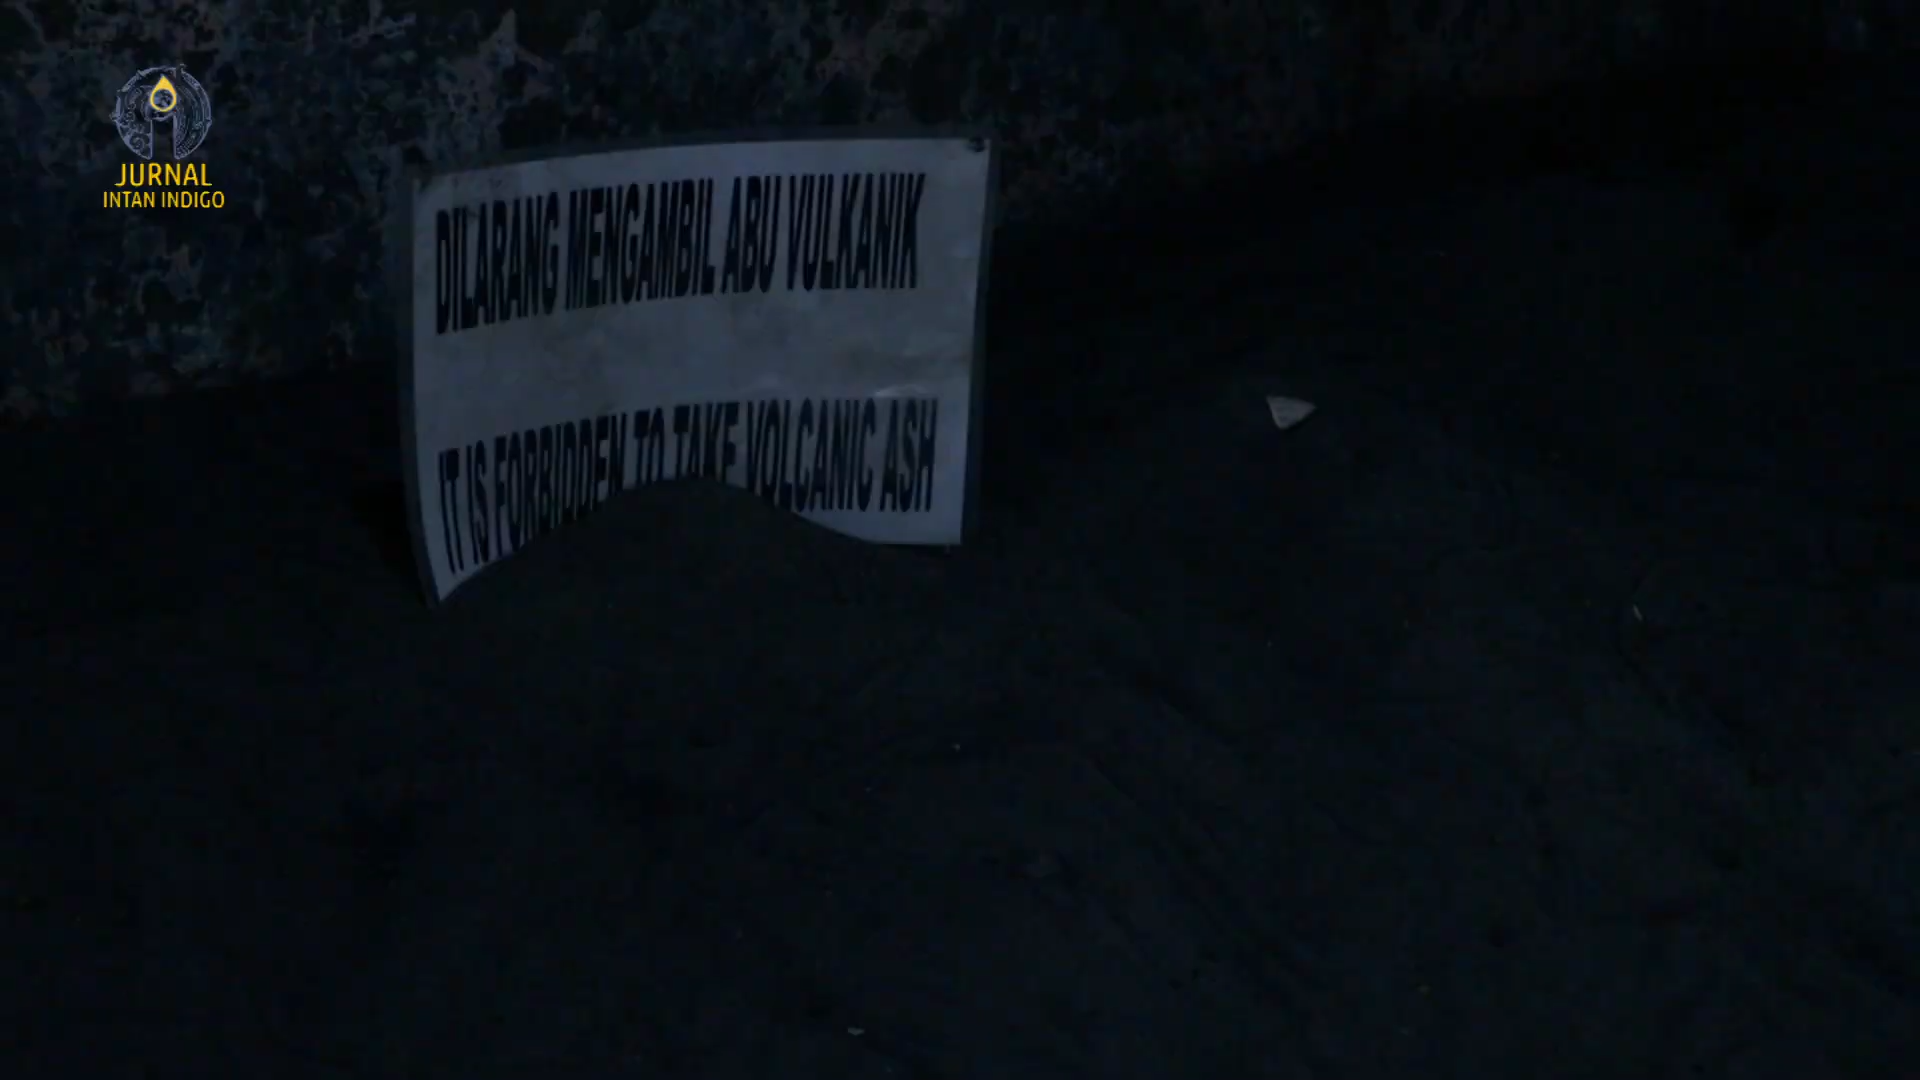 JURNAL
INTAN INDIGO
DILARANG MENGAMBIL ABU VULKANIK
IT IS FORBIDDEN TO TAKE VOLCANIC ASH